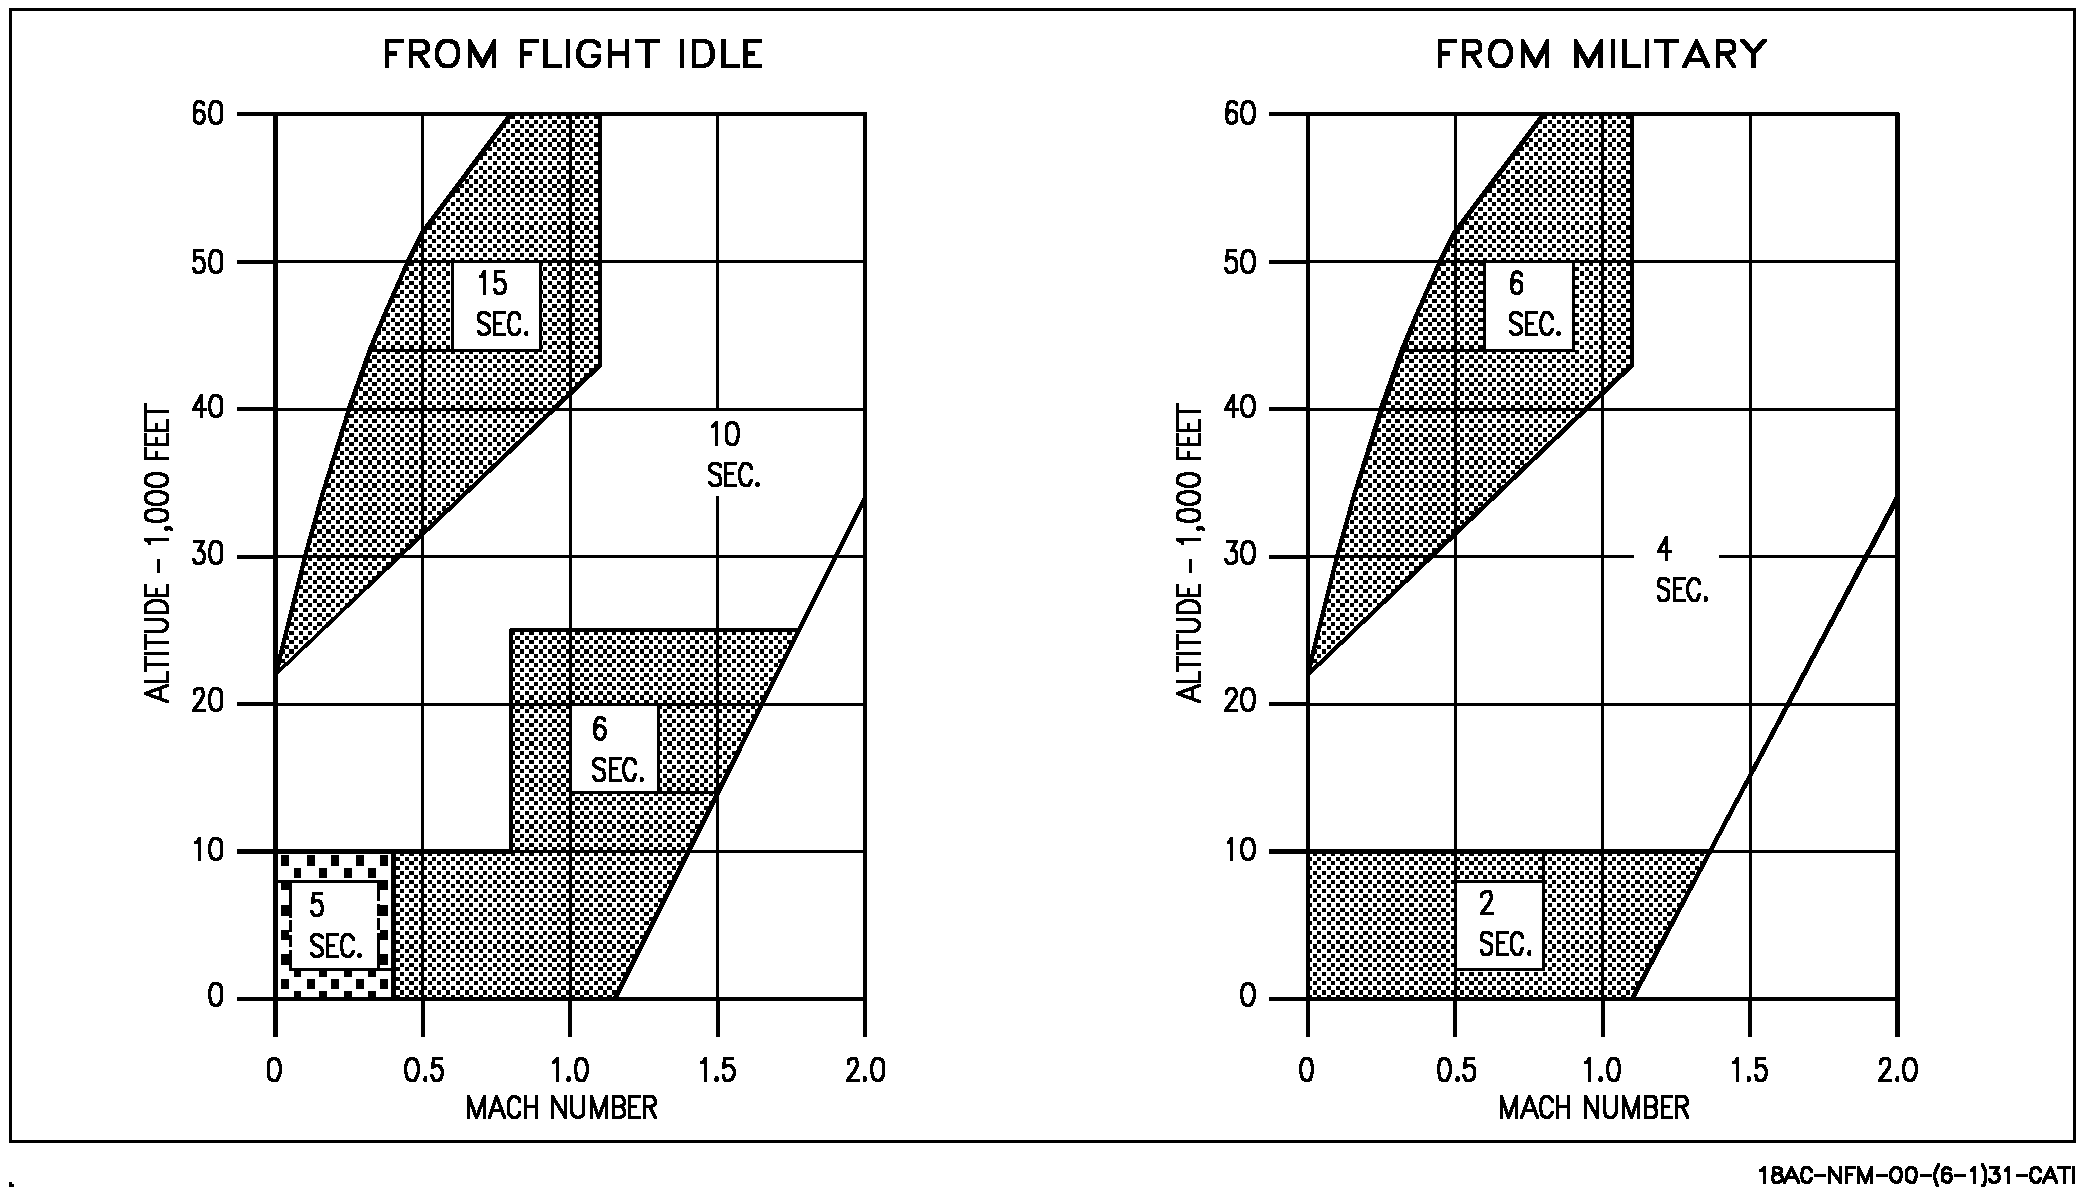 FROM FLIGHT IDLE
60
50
40
30
20
10
0
ALTITUDE – 1,000 FEET
15
SEC.
10
SEC.
6
SEC.
5
SEC.
0 0.5 1.0 1.5 2.0
MACH NUMBER
FROM MILITARY
60
50
40
30
20
10
0
ALTITUDE – 1,000 FEET
6
SEC.
4
SEC.
2
SEC.
0 0.5 1.0 1.5 2.0
MACH NUMBER
18AC-NFM-00-(6-1)31-CATI